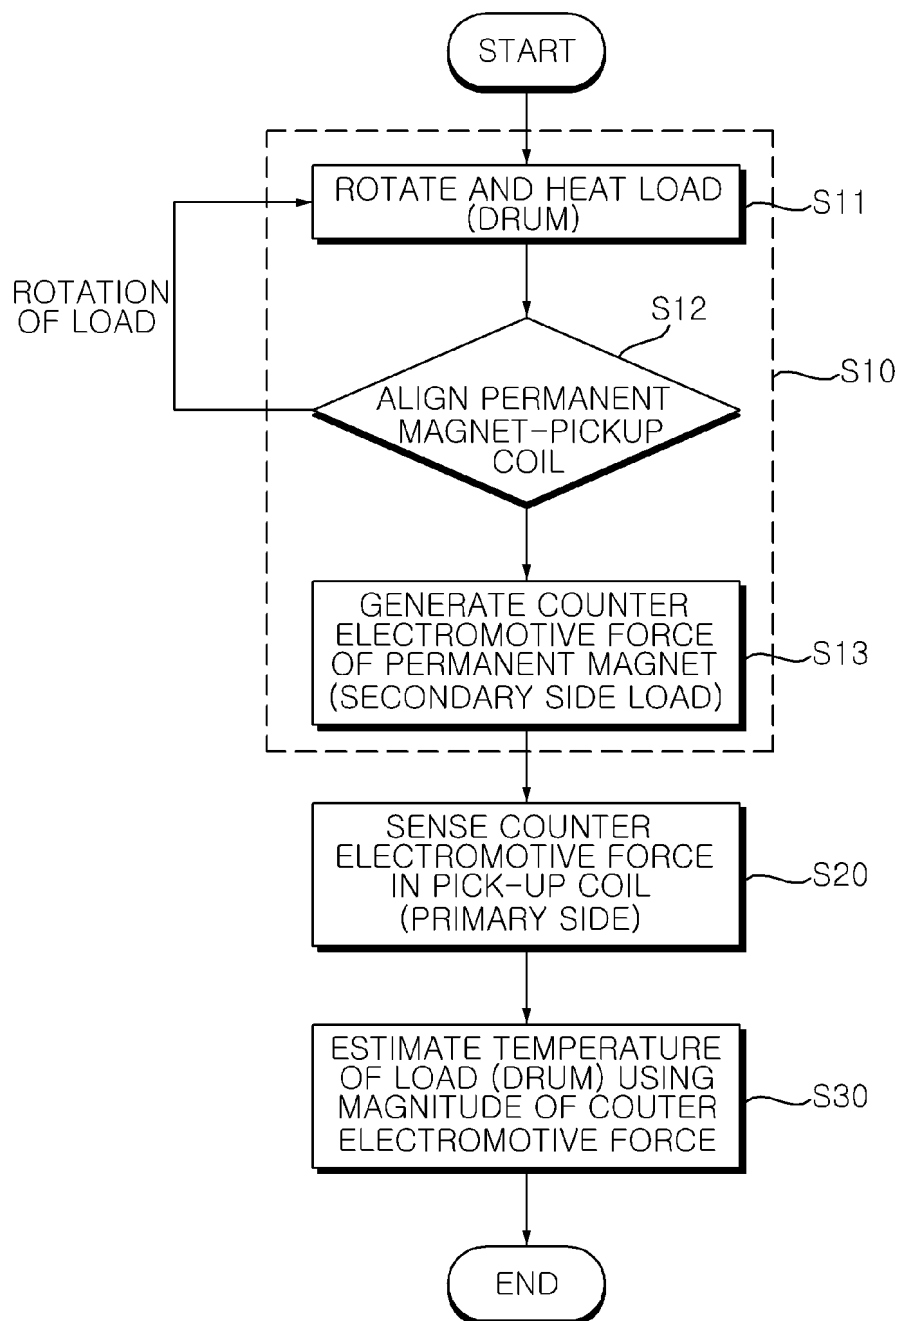 START
ROTATE AND HEAT LOAD
(DRUM)
S11
ROTATION
OF LOAD
S12
S10
ALIGN PERMANENT
MAGNET-PICKUP
COIL
GENERATE COUNTER
ELECTROMOTIVE FORCE
OF PERMANENT MAGNET
(SECONDARY SIDE LOAD)
S13
SENSE COUNTER
ELECTROMOTIVE FORCE
IN PICK-UP COIL
(PRIMARY SIDE)
S20
ESTIMATE TEMPERATURE
OF LOAD (DRUM) USING
MAGNITUDE OF COUTER
ELECTROMOTIVE FORCE
S30
END